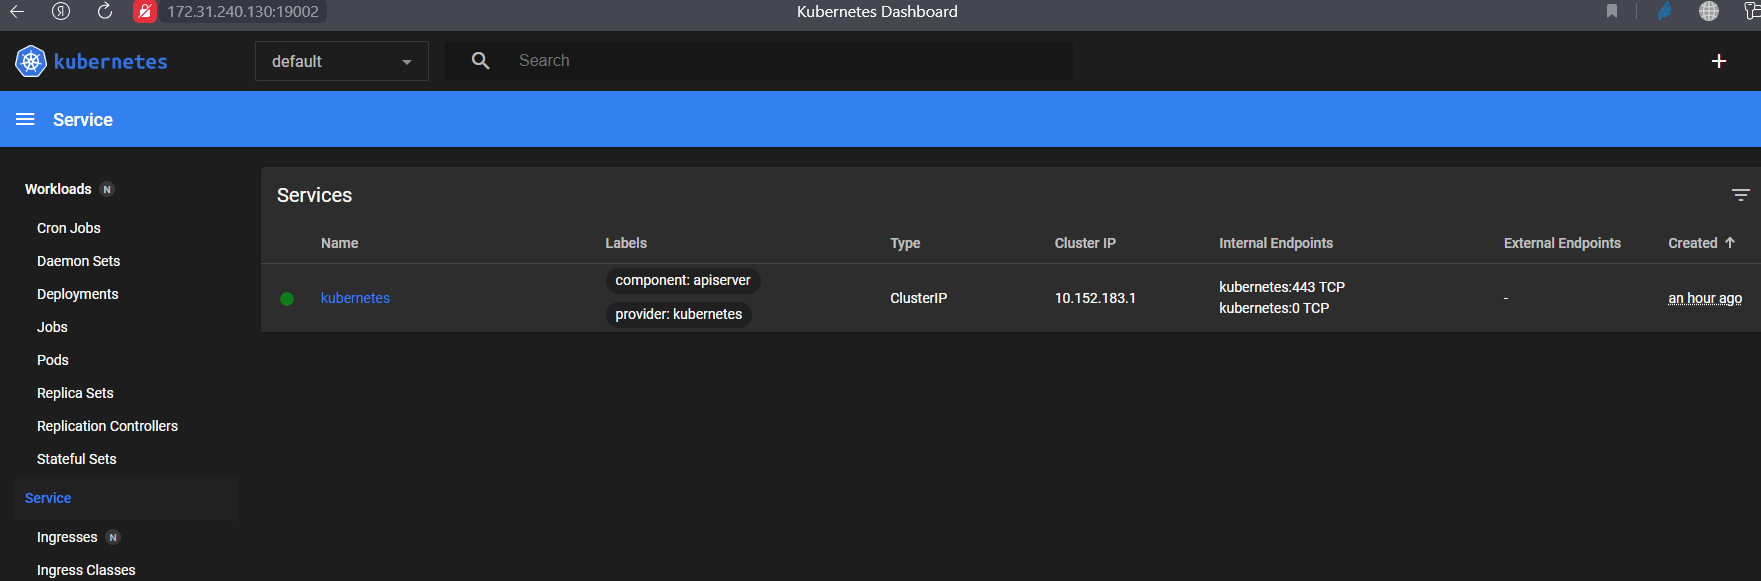 Я
172.31.240.130:19002
Kubernetes Dashboard
kubernetes
default
Search
Service
Workloads N
Cron Jobs
Daemon Sets
Deployments
Jobs
Pods
Replica Sets
Replication Controllers
Stateful Sets
Service
Ingresses N
Ingress Classes
Services
Name Labels Type Cluster IP Internal Endpoints External Endpoints Created
kubernetes
component: apiserver
provider: kubernetes
ClusterIP
10.152.183.1
kubernetes:443 TCP
kubernetes:0 TCP
-
an hour ago